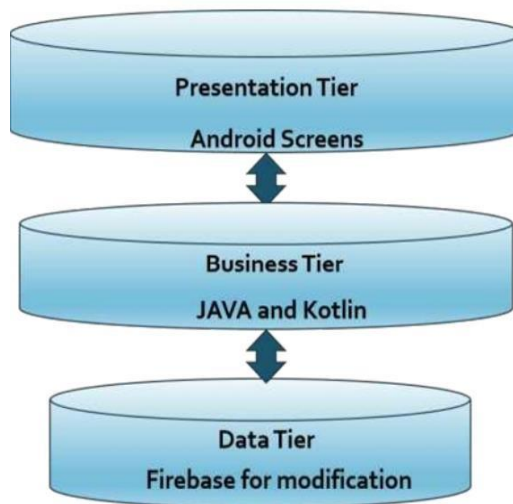 Presentation Tier
Android Screens
Business Tier
JAVA and Kotlin
Data Tier
Firebase for modification